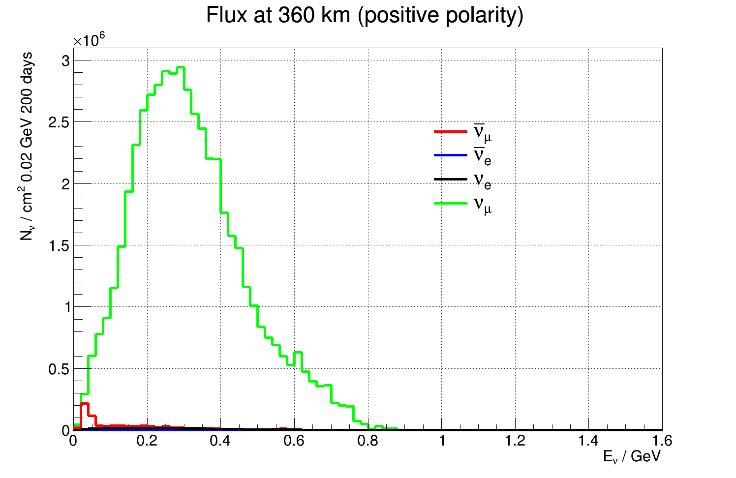 Flux at 360 km (positive polarity)
×10⁶
N_ν / cm² 0.02 GeV 200 days
3
2.5
2
1.5
1
0.5
0
ν̄_μ
ν̄_e
ν_e
ν_μ
0 0.2 0.4 0.6 0.8 1 1.2 1.4 1.6
E_ν / GeV